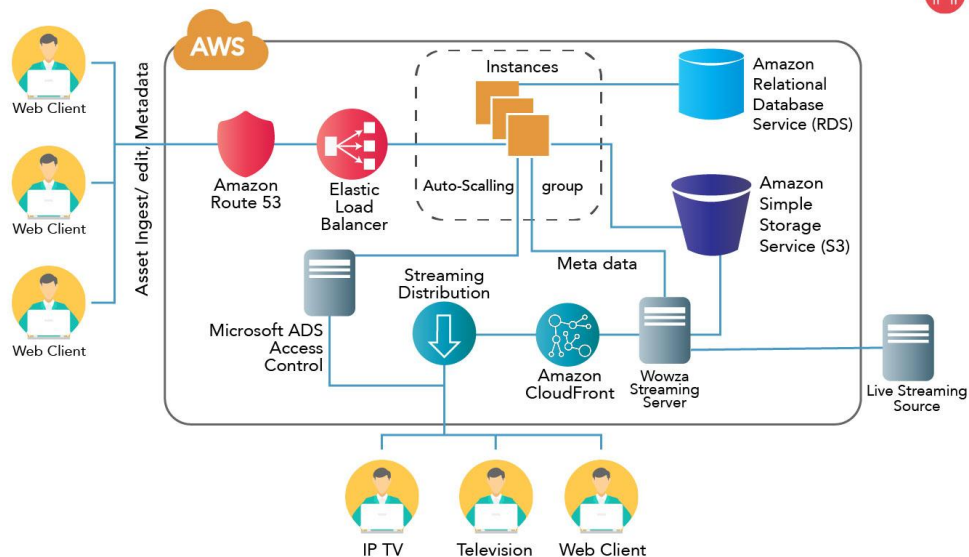 AWS
Instances
Amazon
Relational
Database
Service (RDS)
Web Client
Asset Ingest/ edit, Metadata
Amazon
Route 53
Elastic
Load
Balancer
Auto-Scalling
group
Amazon
Simple
Storage
Service (S3)
Web Client
Meta data
Streaming
Distribution
Microsoft ADS
Access
Control
Web Client
Amazon
CloudFront
Wowza
Streaming
Server
Live Streaming
Source
IP TV
Television
Web Client